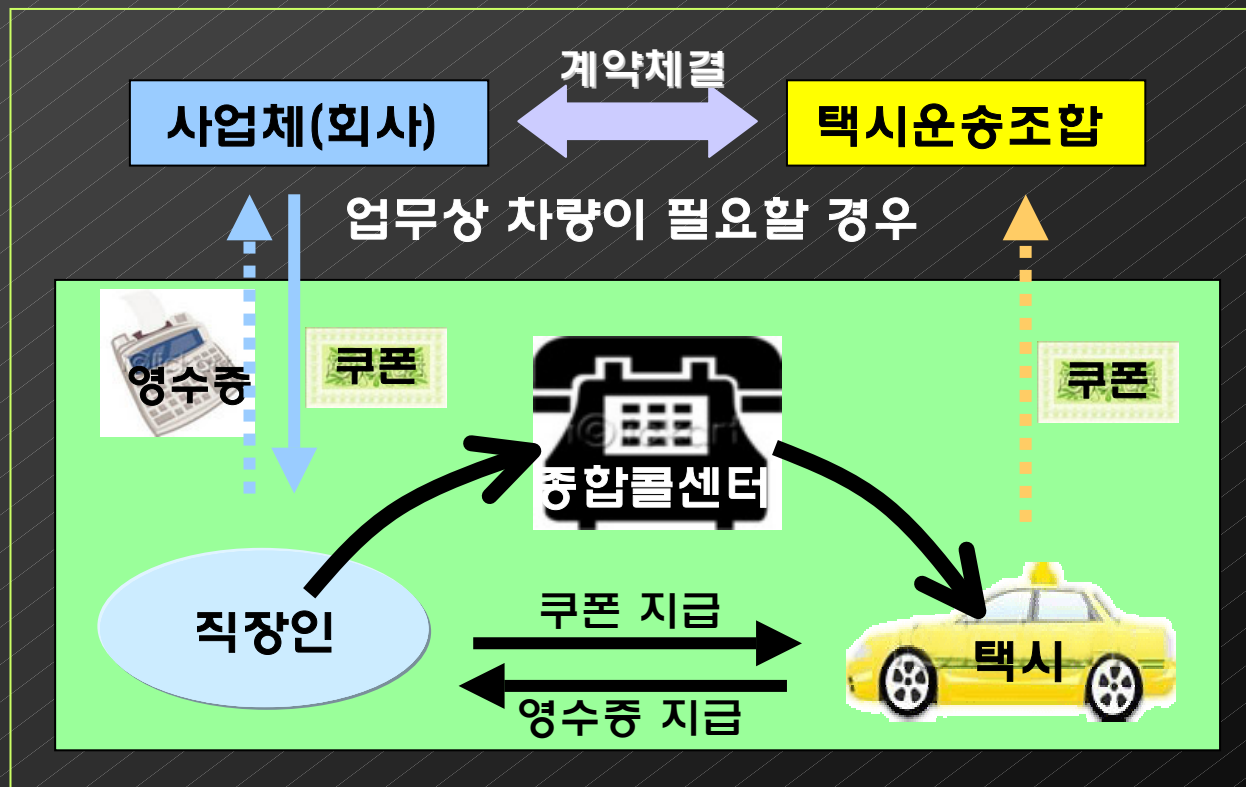 계약체결
사업체(회사)
택시운송조합
업무상 차량이 필요할 경우
영수증
쿠폰
쿠폰
종합콜센터
직장인
쿠폰 지급
택시
영수증 지급